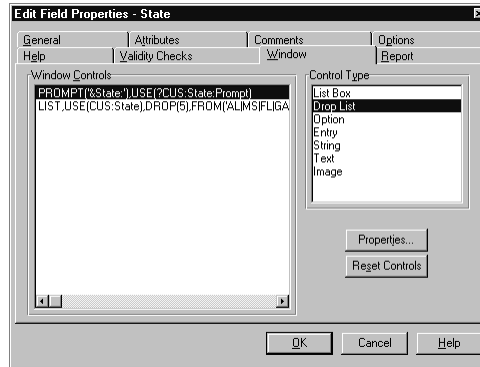 Edit Field Properties - State
General Attributes Comments Options
Help Validity Checks Window Report
Window Controls
PROMPT('&State:'),USE(?CUS:State:Prompt)
LIST,USE(CUS:State),DROP(5),FROM('AL|MS|FL|GA
Control Type
List Box
Drop List
Option
Entry
String
Text
Image
Properties...
Reset Controls
OK Cancel Help